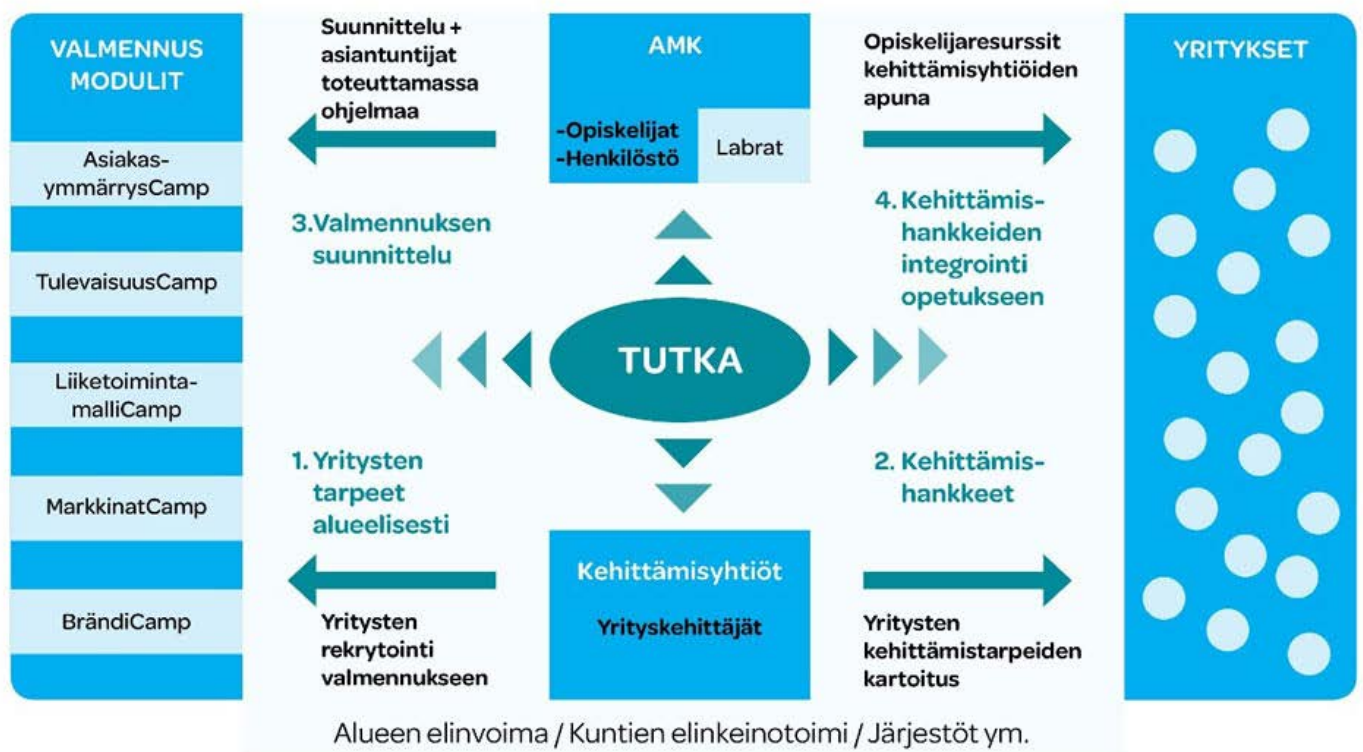 VALMENNUS
MODULIT
Asiakas-
ymmärrysCamp
TulevaisuusCamp
Liiketoiminta-
malliCamp
MarkkinatCamp
BrändiCamp
Suunnittelu +
asiantuntijat
toteuttamassa
ohjelmaa
3.Valmennuksen
suunnittelu
1. Yritysten
tarpeet
alueelisesti
Yritysten
rekrytointi
valmennukseen
AMK
-Opiskelijat
-Henkilöstö
Labrat
TUTKA
Kehittämisyhtiöt
Yrityskehittäjät
Opiskelijaresurssit
kehittämisyhtiöiden
apuna
4. Kehittämis-
hankkeiden
integrointi
opetukseen
2. Kehittämis-
hankkeet
Yritysten
kehittämistarpeiden
kartoitus
YRITYKSET
Alueen elinvoima / Kuntien elinkeinotoimi / Järjestöt ym.